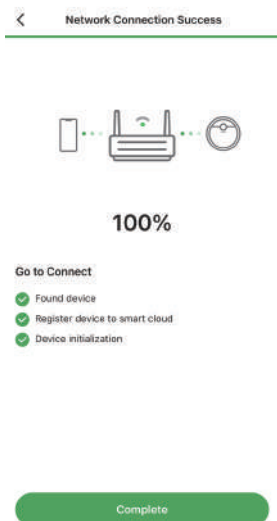 Network Connection Success
100%
Go to Connect
Found device
Register device to smart cloud
Device initialization
Complete